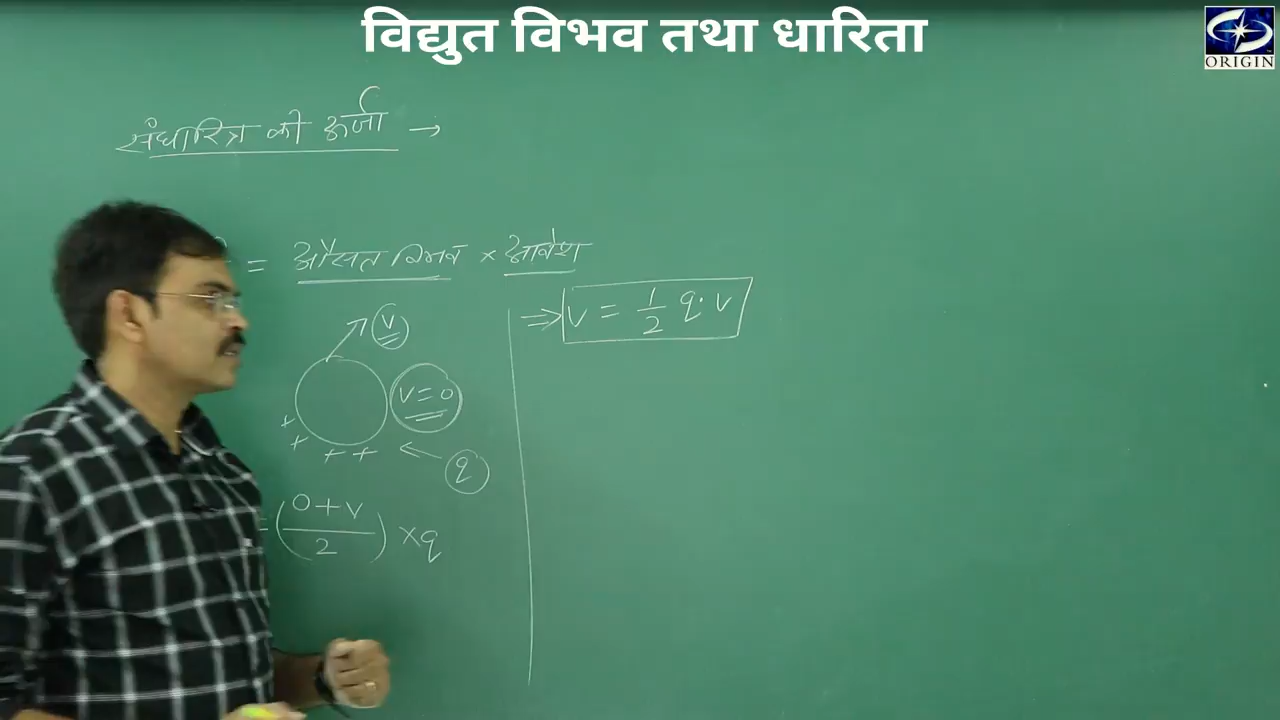 विद्युत विभव तथा धारिता
ORIGIN
संधारित्र की ऊर्जा →
= औसत विभव × आवेश
⇒ V = 1/2 q. v
V
V = 0
+ + + +
q
= (0 + V / 2) × q